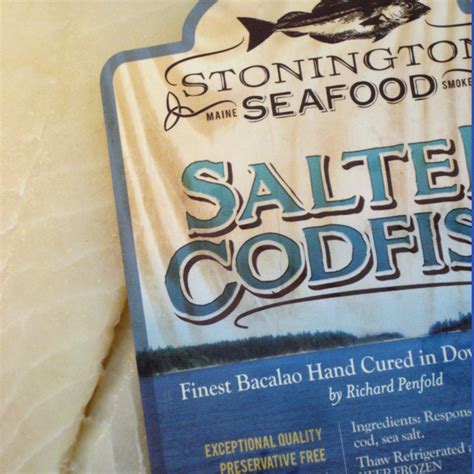 STONINGTON
MAINE SEAFOOD SMOKE
SALTE
CODFIS
Finest Bacalao Hand Cured in Do
by Richard Penfold
EXCEPTIONAL QUALITY
PRESERVATIVE FREE
Ingredients: Respons
cod, sea salt.
Thaw Refrigerated